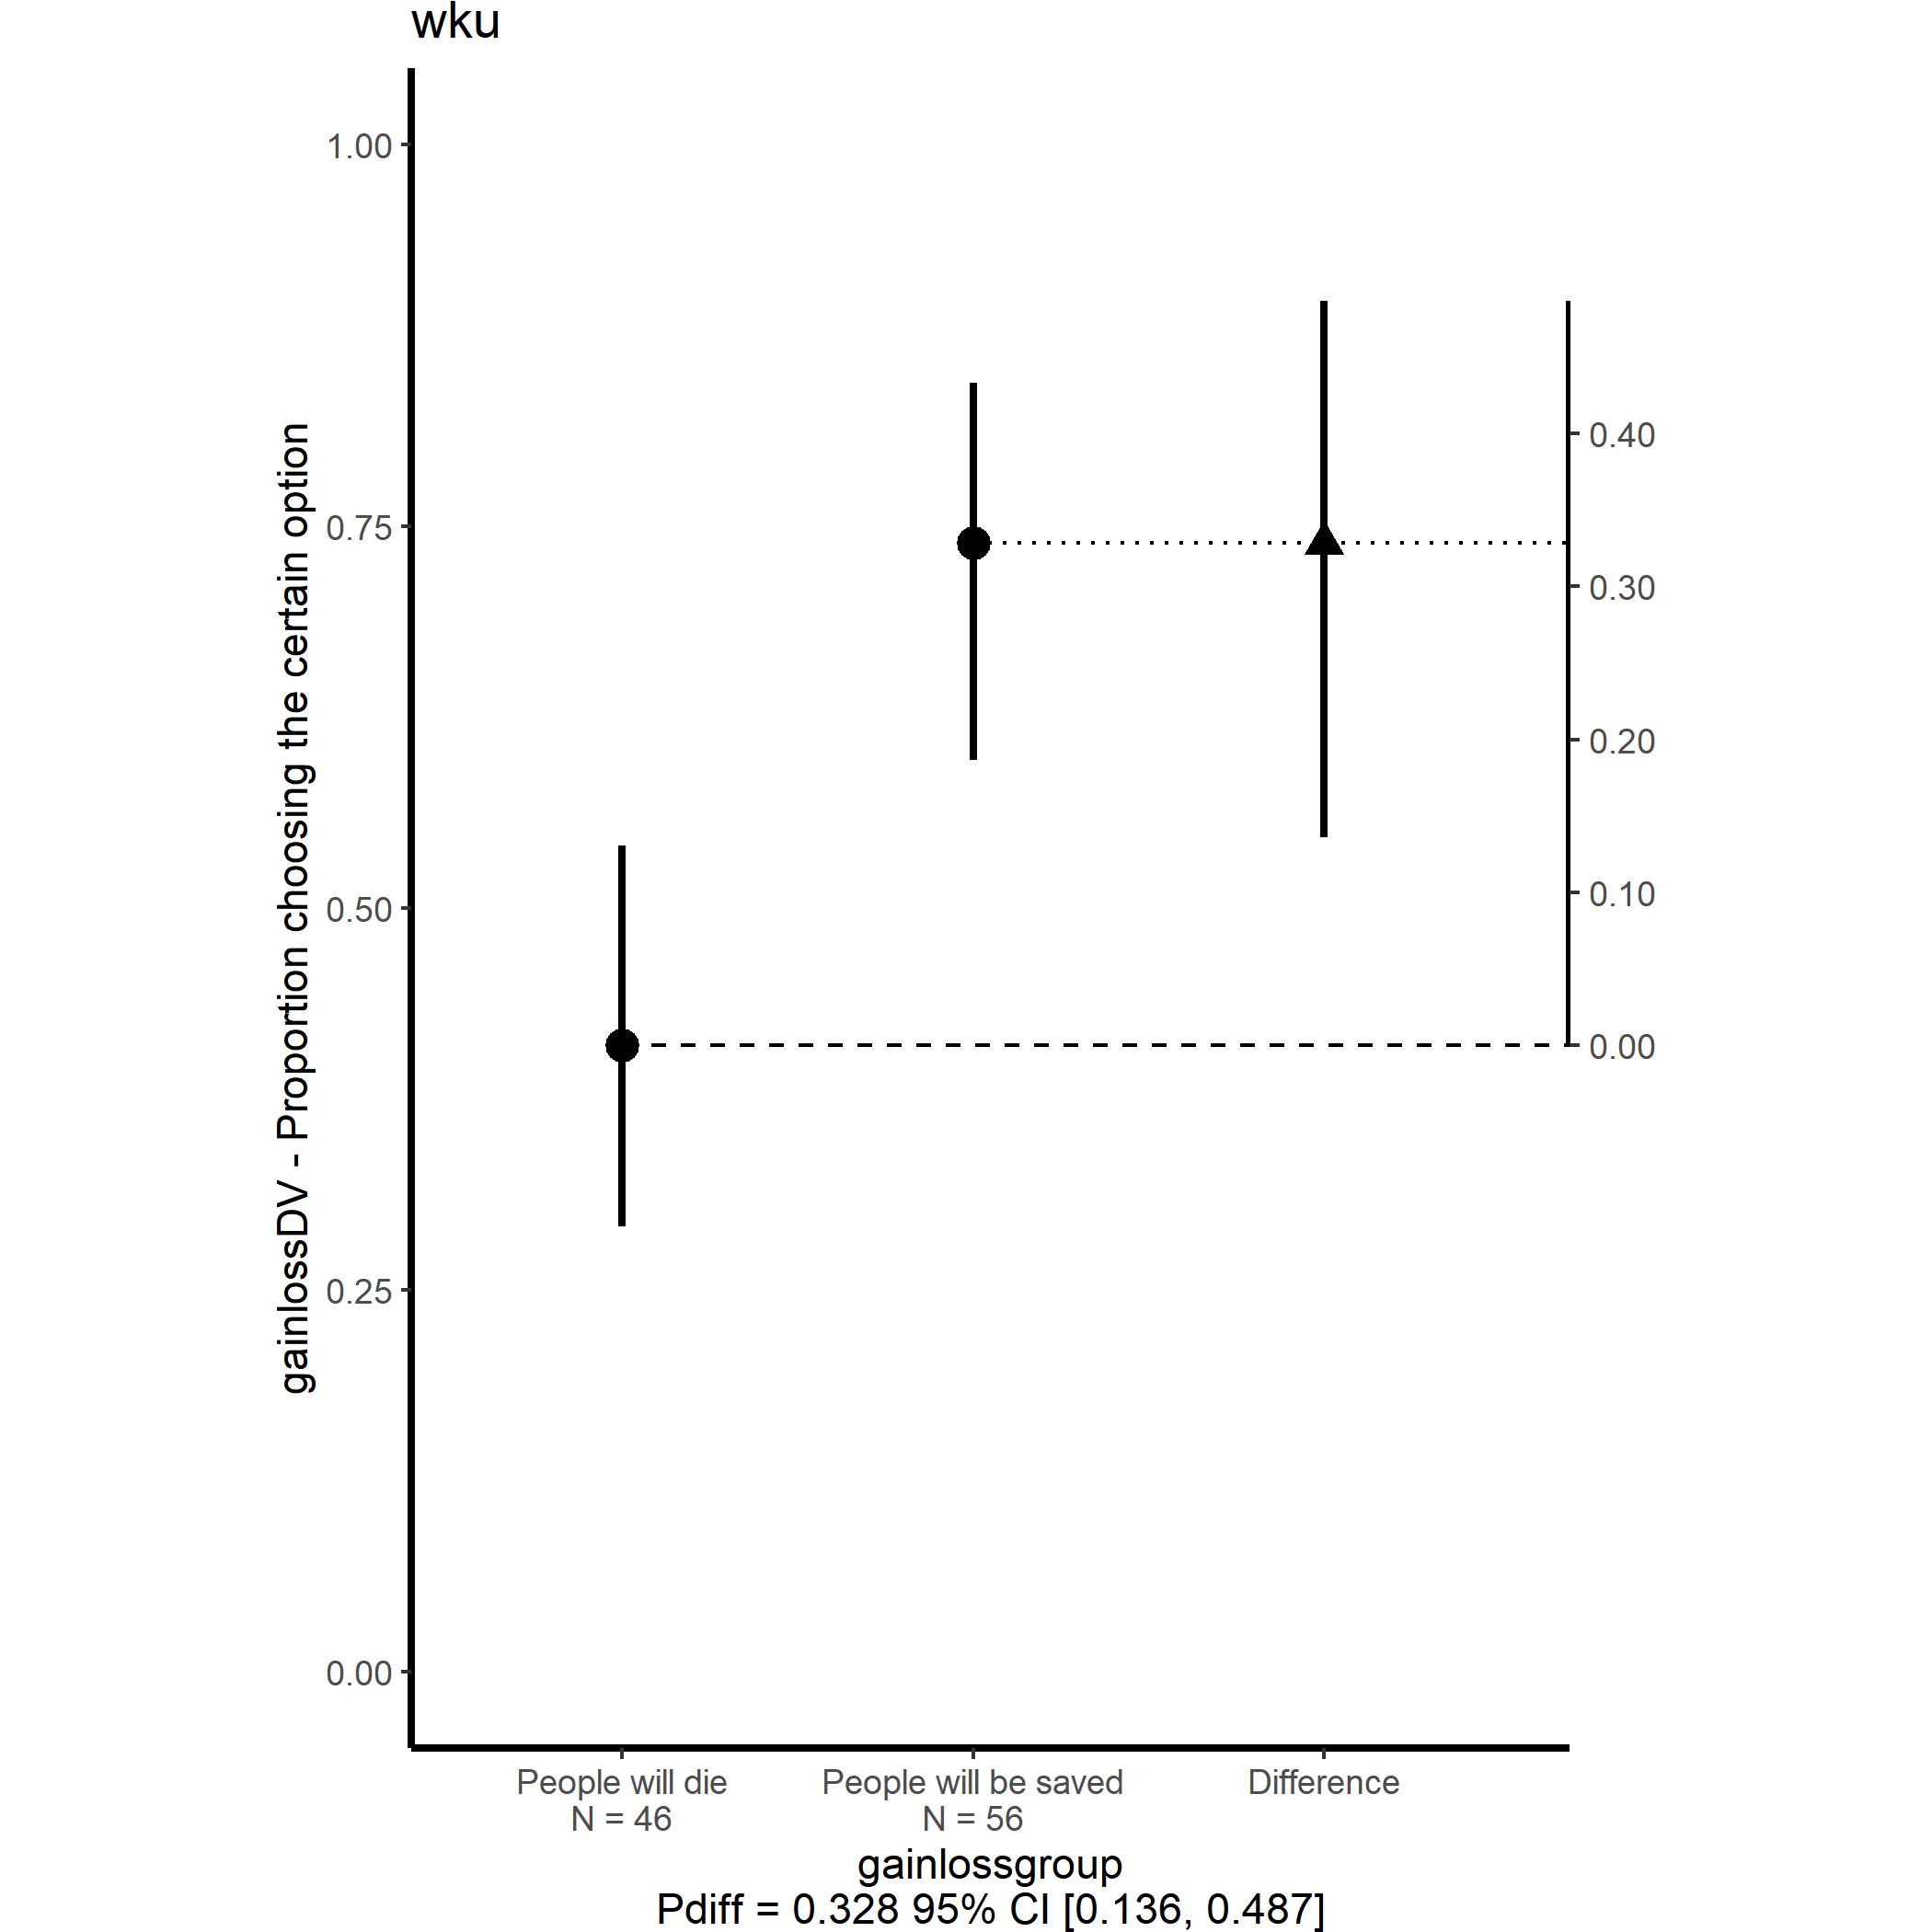 wku
gainlossDV - Proportion choosing the certain option
1.00
0.75
0.50
0.25
0.00
0.40
0.30
0.20
0.10
0.00
People will die
N = 46
People will be saved
N = 56
Difference
gainlossgroup
Pdiff = 0.328 95% CI [0.136, 0.487]